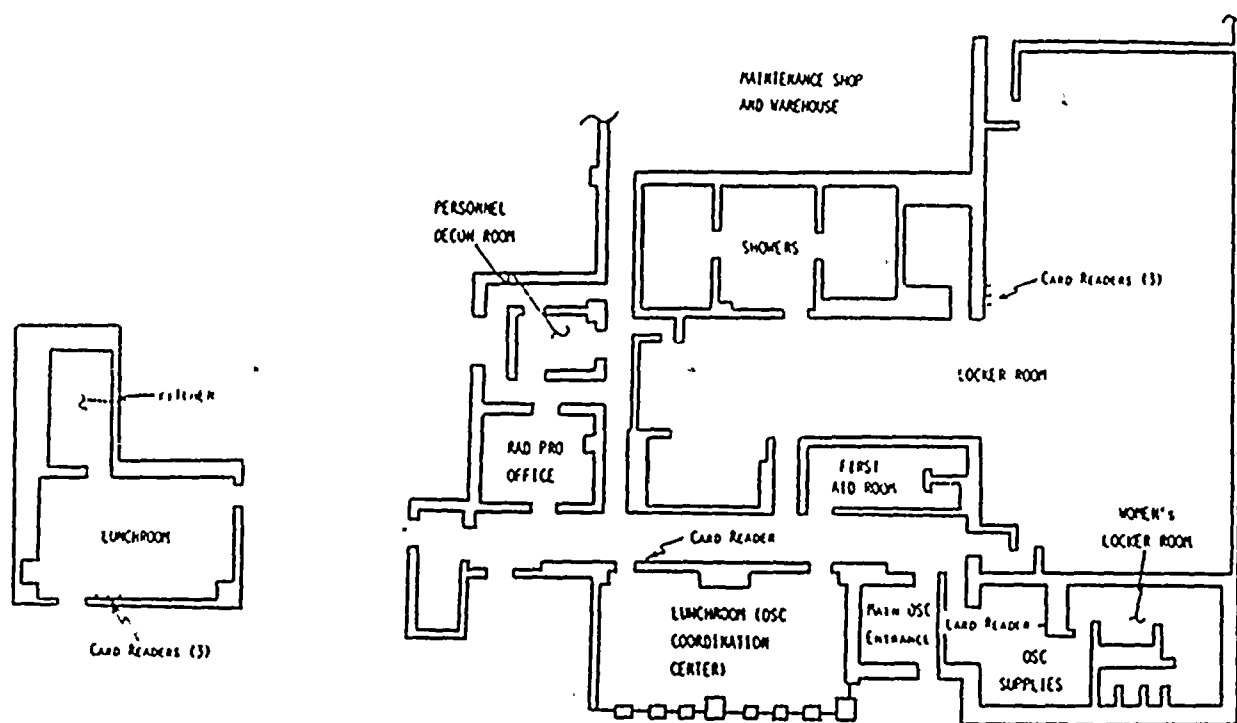 MAINTENANCE SHOP
AND WAREHOUSE
PERSONNEL
DECON ROOM
SHOWERS
CARD READERS (3)
KITCHEN
LOCKER ROOM
RAD PRO
OFFICE
FIRST
AID ROOM
LUNCHROOM
CARD READER
WOMEN'S
LOCKER ROOM
LUNCHROOM (OSC
COORDINATION
CENTER)
MAIN OSC
ENTRANCE
CARD READER
OSC
SUPPLIES
CARD READERS (3)